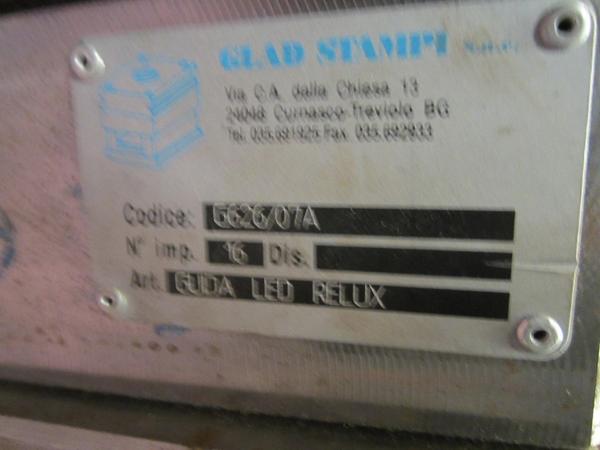 GLAD STAMPI s.n.c.
Via C.A. dalla Chiesa 13
24048 Curnasco-Treviolo BG
Tel. 035.691925 Fax. 035.692933
Codice: G626/07A
N° imp. 16 Dis.
Art. GUIDA LED RELUX